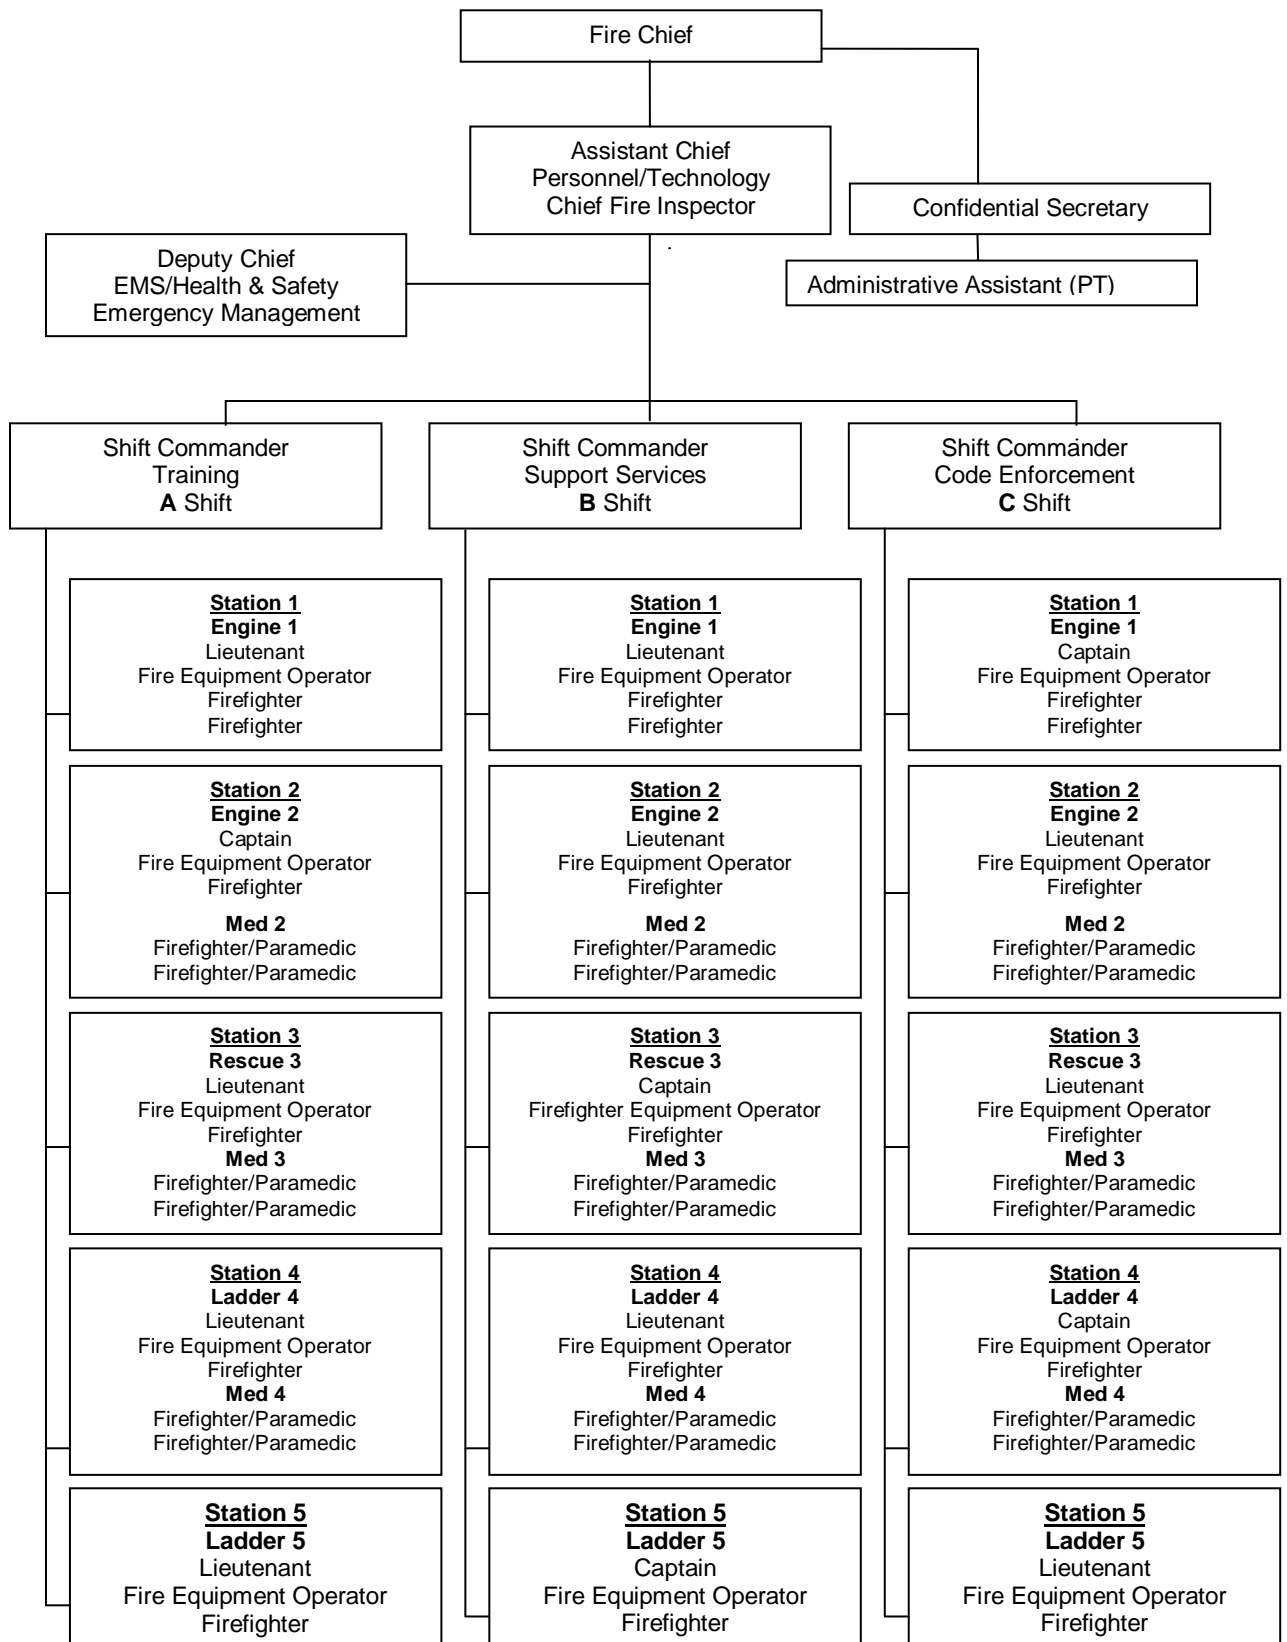 Fire Chief
Assistant Chief
Personnel/Technology
Chief Fire Inspector
Confidential Secretary
Administrative Assistant (PT)
Deputy Chief
EMS/Health & Safety
Emergency Management
Shift Commander
Training
A Shift
Shift Commander
Support Services
B Shift
Shift Commander
Code Enforcement
C Shift
Station 1
Engine 1
Lieutenant
Fire Equipment Operator
Firefighter
Firefighter
Station 2
Engine 2
Captain
Fire Equipment Operator
Firefighter
Med 2
Firefighter/Paramedic
Firefighter/Paramedic
Station 3
Rescue 3
Lieutenant
Fire Equipment Operator
Firefighter
Med 3
Firefighter/Paramedic
Firefighter/Paramedic
Station 4
Ladder 4
Lieutenant
Fire Equipment Operator
Firefighter
Med 4
Firefighter/Paramedic
Firefighter/Paramedic
Station 5
Ladder 5
Lieutenant
Fire Equipment Operator
Firefighter
Station 1
Engine 1
Lieutenant
Fire Equipment Operator
Firefighter
Firefighter
Station 2
Engine 2
Lieutenant
Fire Equipment Operator
Firefighter
Med 2
Firefighter/Paramedic
Firefighter/Paramedic
Station 3
Rescue 3
Captain
Firefighter Equipment Operator
Firefighter
Med 3
Firefighter/Paramedic
Firefighter/Paramedic
Station 4
Ladder 4
Lieutenant
Fire Equipment Operator
Firefighter
Med 4
Firefighter/Paramedic
Firefighter/Paramedic
Station 5
Ladder 5
Captain
Fire Equipment Operator
Firefighter
Station 1
Engine 1
Captain
Fire Equipment Operator
Firefighter
Firefighter
Station 2
Engine 2
Lieutenant
Fire Equipment Operator
Firefighter
Med 2
Firefighter/Paramedic
Firefighter/Paramedic
Station 3
Rescue 3
Lieutenant
Fire Equipment Operator
Firefighter
Med 3
Firefighter/Paramedic
Firefighter/Paramedic
Station 4
Ladder 4
Captain
Fire Equipment Operator
Firefighter
Med 4
Firefighter/Paramedic
Firefighter/Paramedic
Station 5
Ladder 5
Lieutenant
Fire Equipment Operator
Firefighter